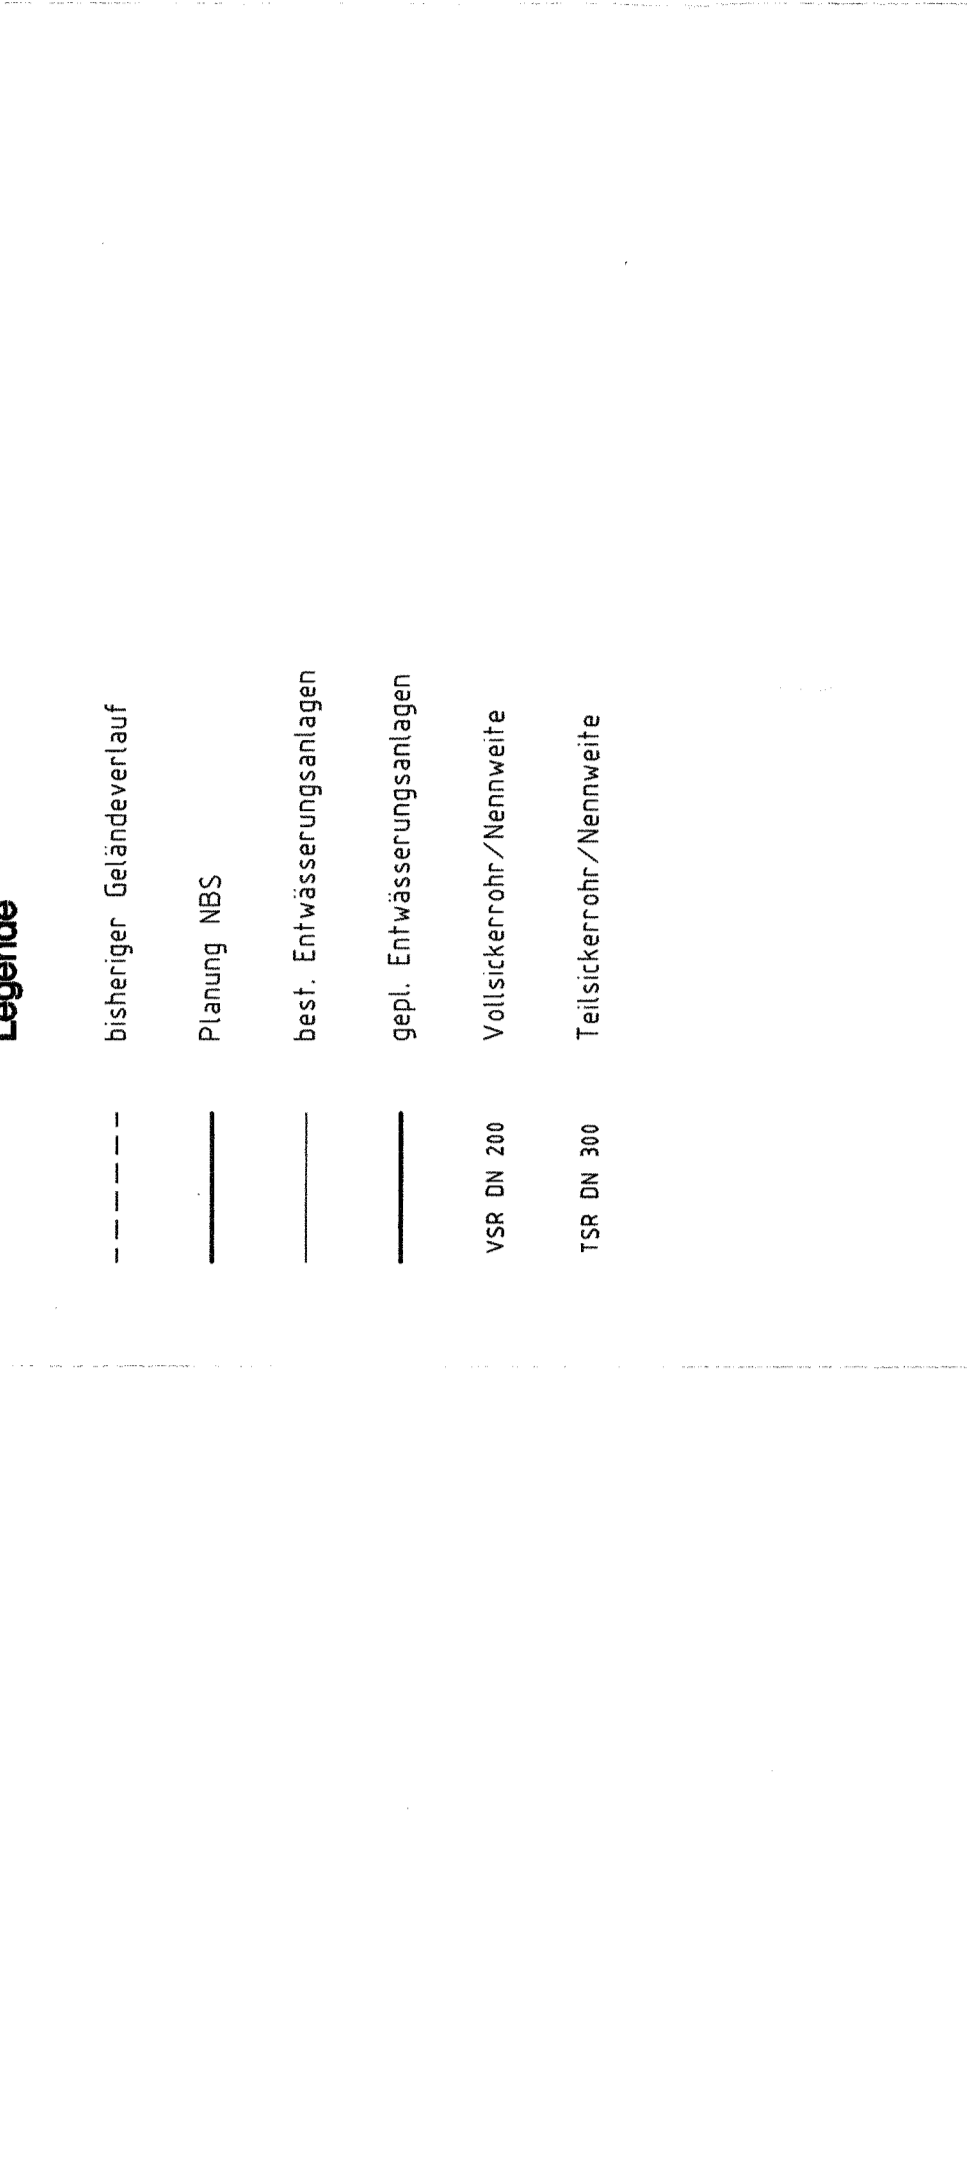 Legende
bisheriger Geländeverlauf
Planung NBS
best. Entwässerungsanlagen
gepl. Entwässerungsanlagen
VSR DN 200 Vollsickerrohr/Nennweite
TSR DN 300 Teilsickerrohr/Nennweite